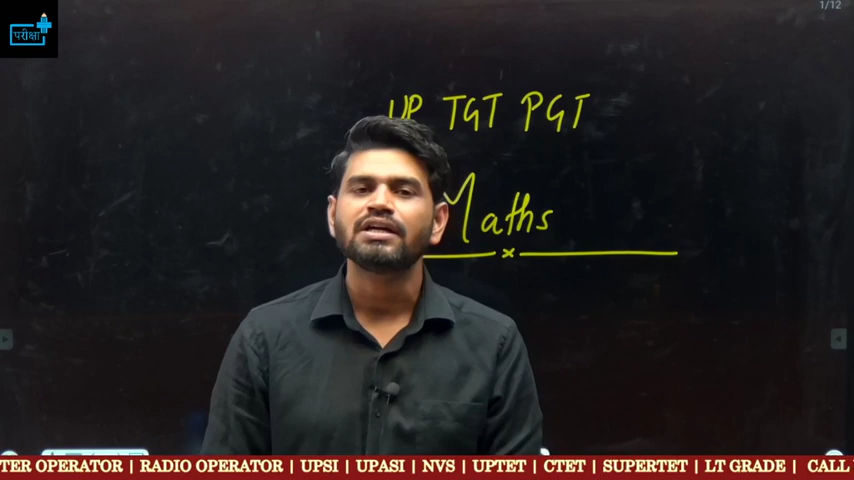 परीक्षा
1/12
UP TGT PGT
Maths
TER OPERATOR | RADIO OPERATOR | UPSI | UPASI | NVS | UPTET | CTET | SUPERTET | LT GRADE | CALL